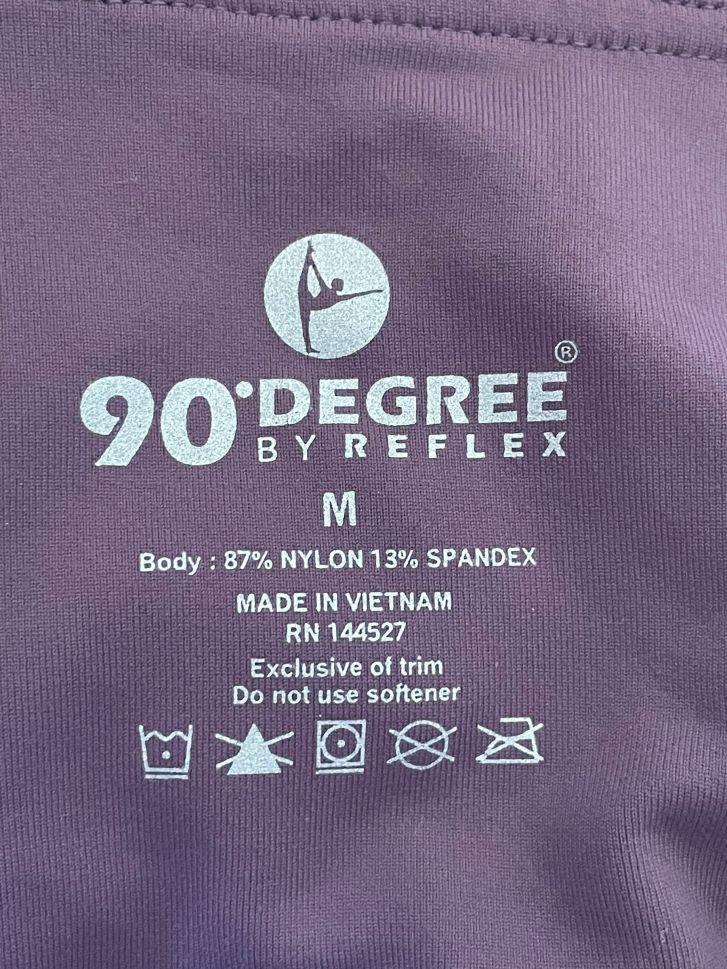 90°DEGREE®
BY REFLEX
M
Body : 87% NYLON 13% SPANDEX
MADE IN VIETNAM
RN 144527
Exclusive of trim
Do not use softener